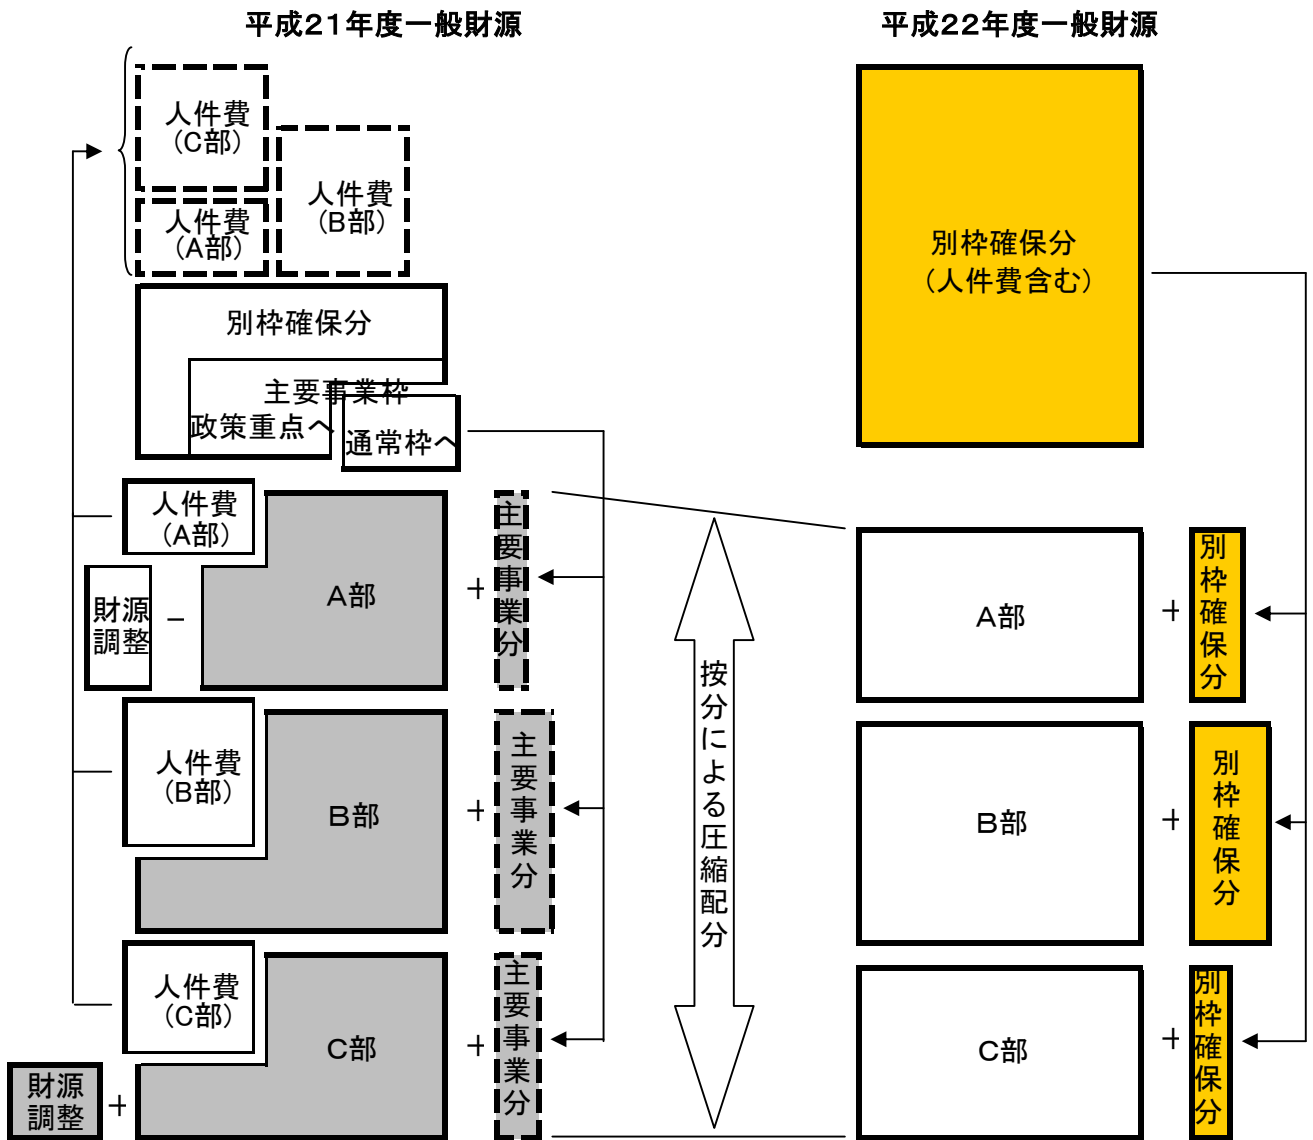 平成21年度一般財源
平成22年度一般財源
人件費
(C部)
人件費
(B部)
人件費
(A部)
別枠確保分
主要事業枠
政策重点へ
通常枠へ
人件費
(A部)
財源
調整
－
A部
＋
主要事業分
人件費
(B部)
B部
＋
主要事業分
人件費
(C部)
C部
＋
主要事業分
財源
調整
＋
按分による圧縮配分
別枠確保分
(人件費含む)
A部
＋
別枠確保分
B部
＋
別枠確保分
C部
＋
別枠確保分